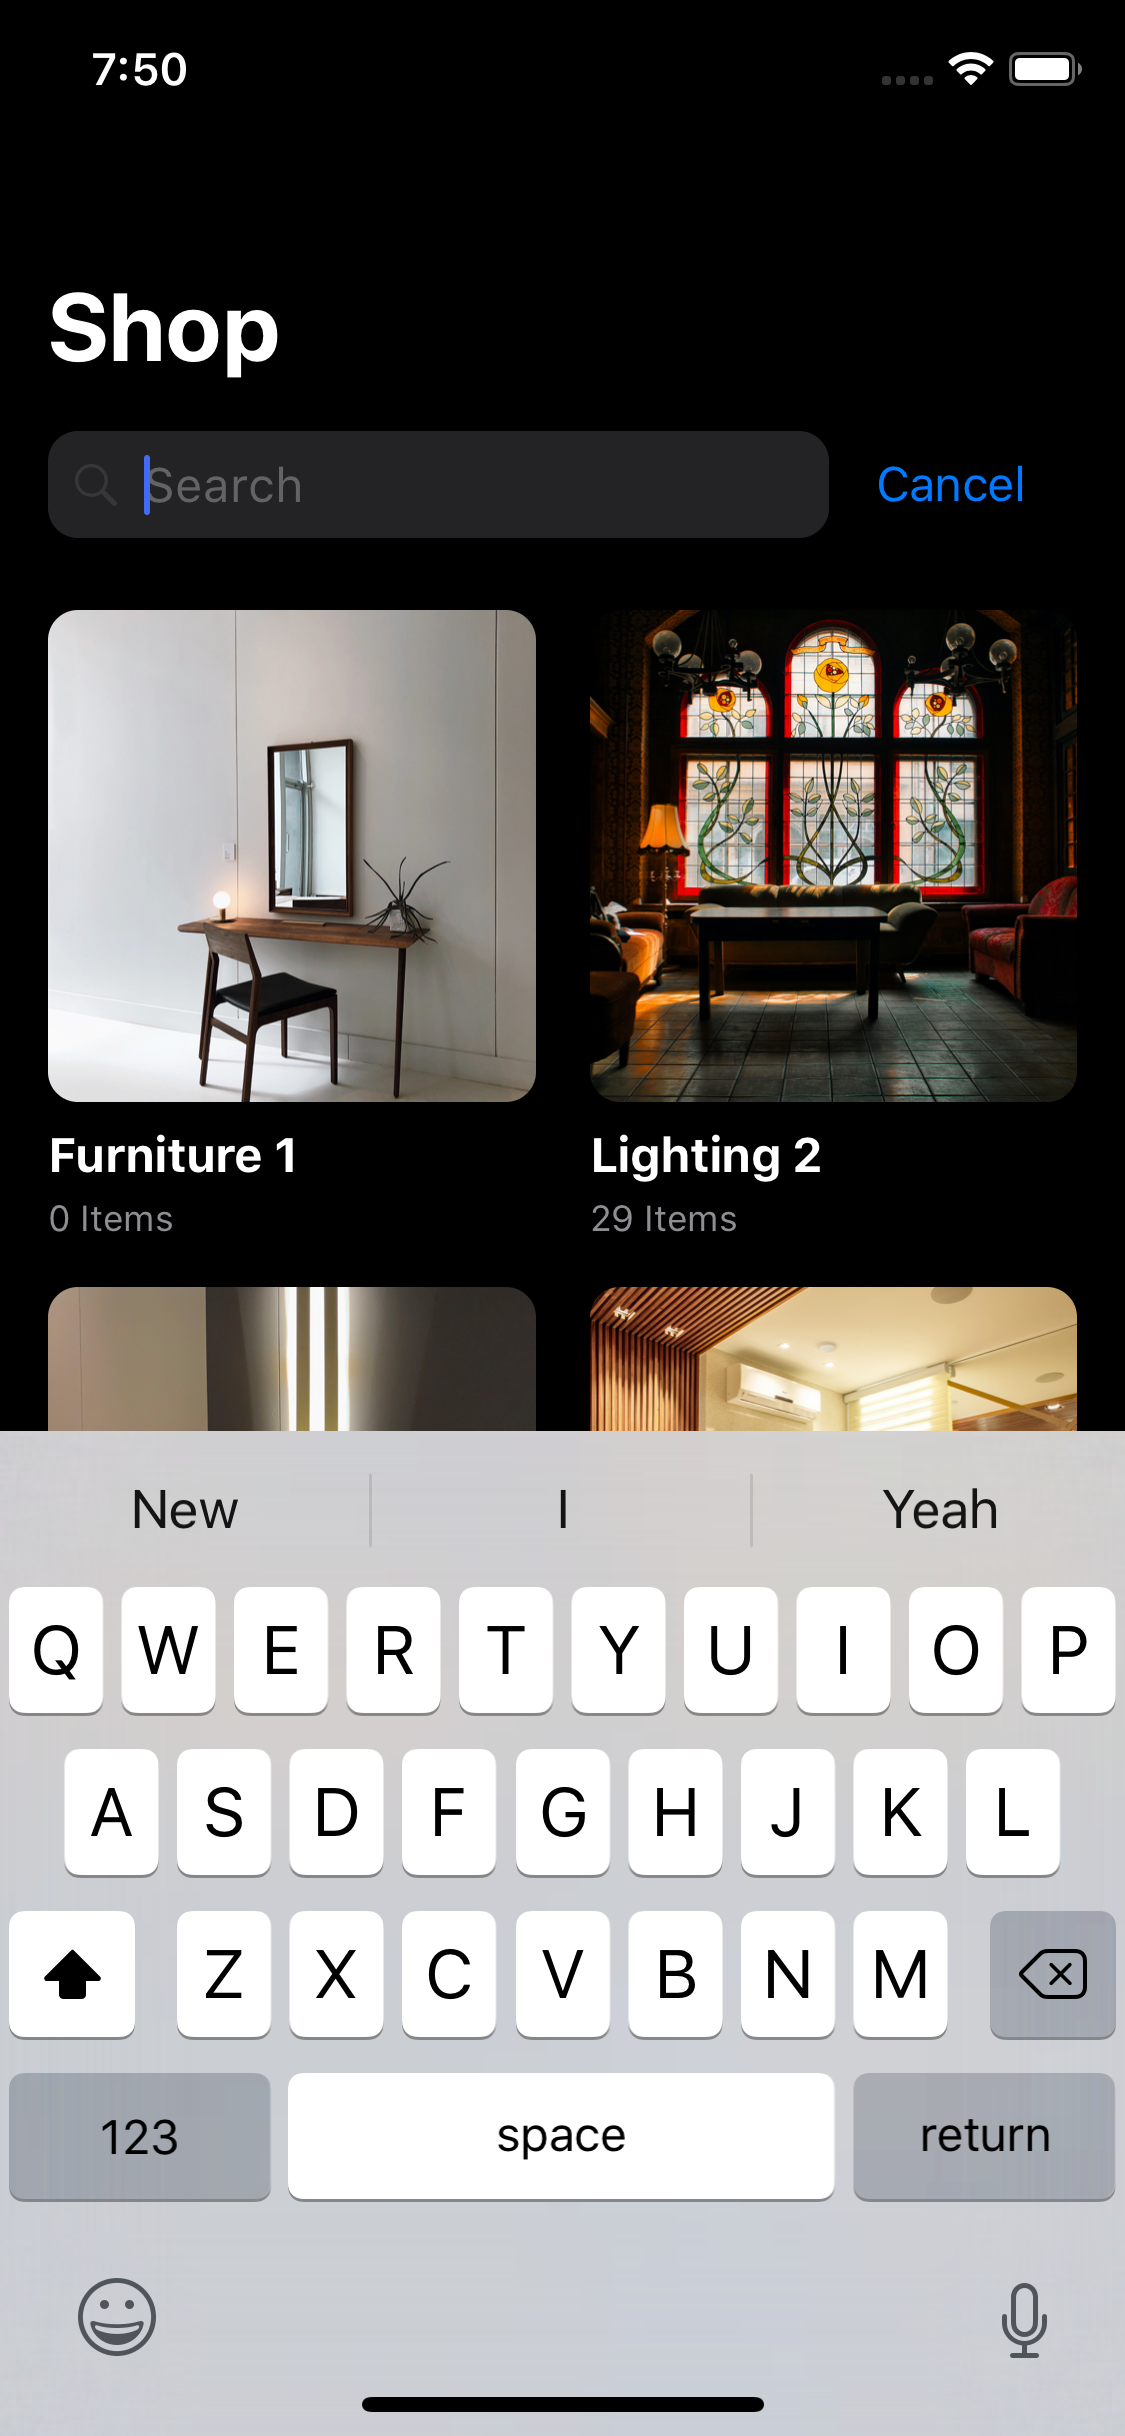 7:50
Shop
Search
Cancel
Furniture 1
Lighting 2
0 Items
29 Items
New
I
Yeah
Q W E R T Y U I O P
A S D F G H J K L
Z X C V B N M
123
space
return